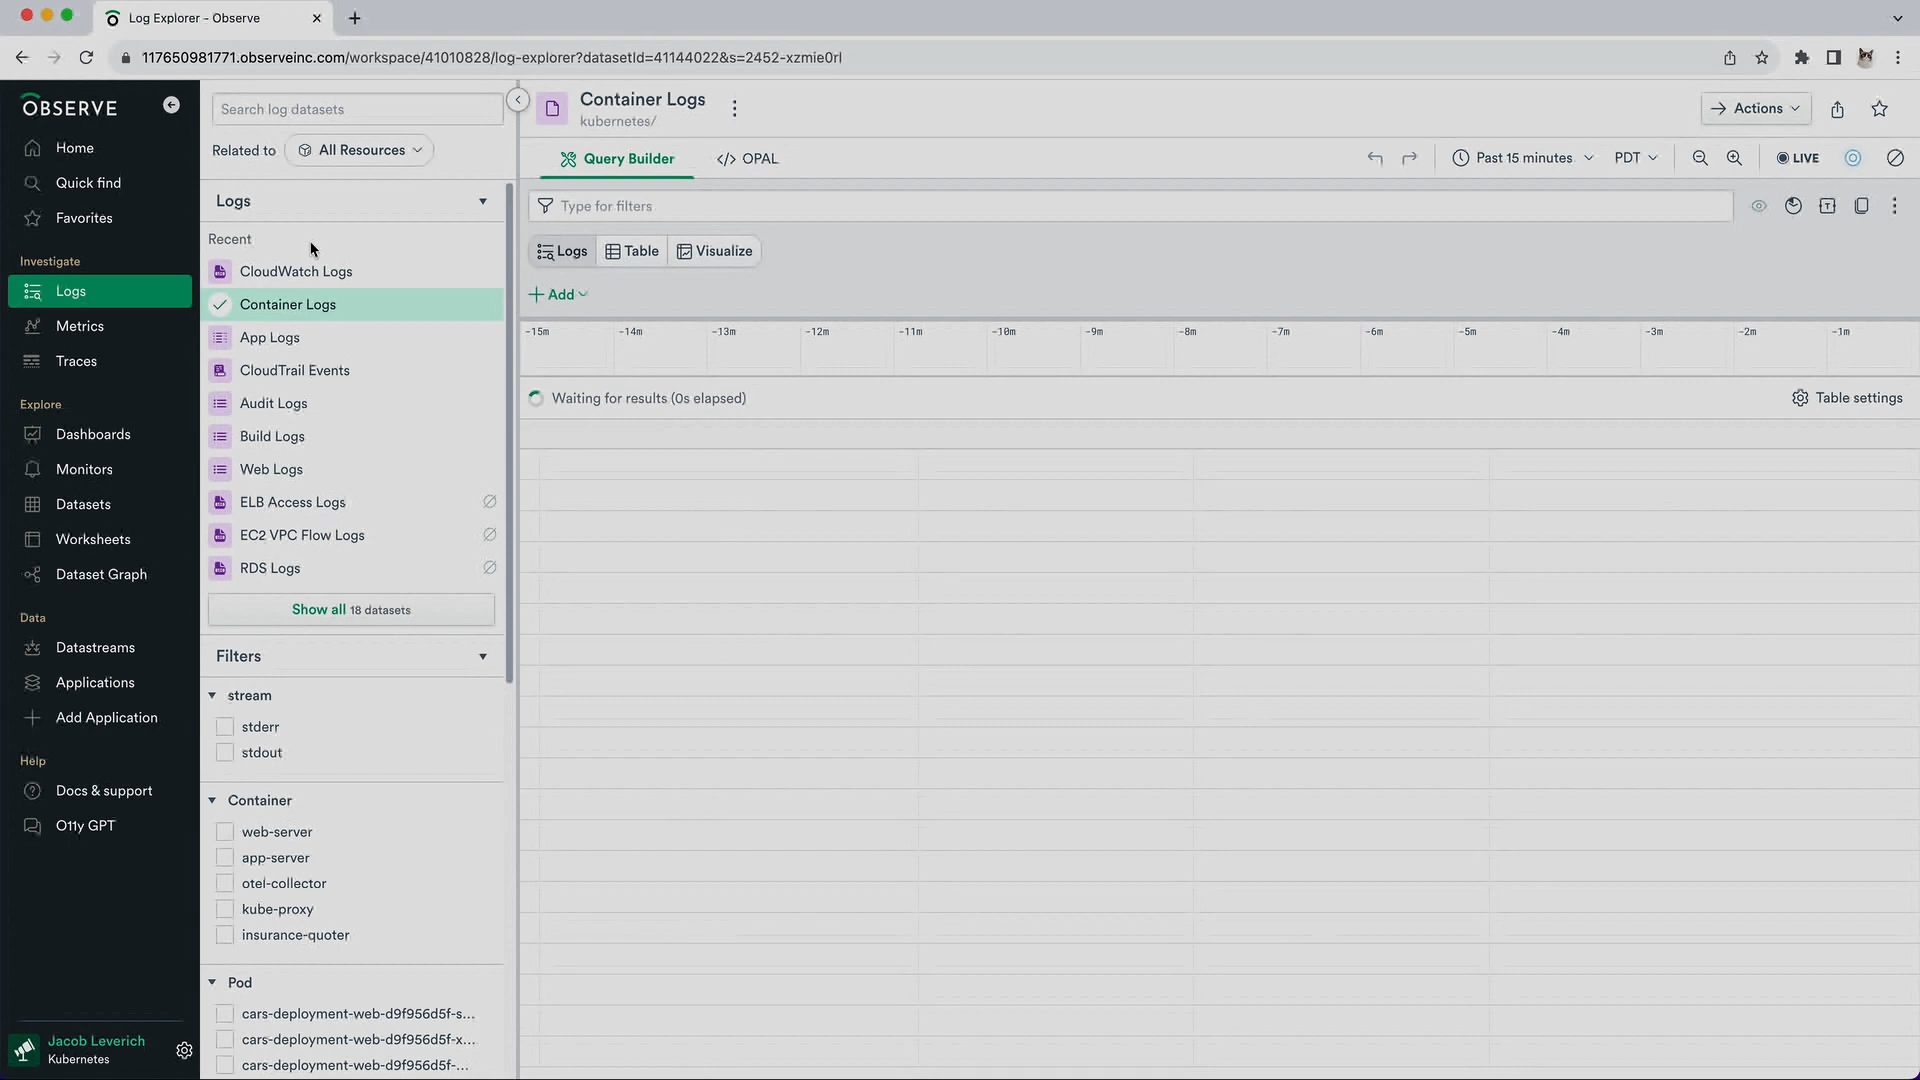 Log Explorer - Observe
117650981771.observeinc.com/workspace/41010828/log-explorer?datasetId=41144022&s=2452-xzmie0rl
OBSERVE
Home
Quick find
Favorites
Investigate
Logs
Metrics
Traces
Explore
Dashboards
Monitors
Datasets
Worksheets
Dataset Graph
Data
Datastreams
Applications
Add Application
Help
Docs & support
O11y GPT
Jacob Leverich
Kubernetes
Search log datasets
Related to All Resources
Logs
Recent
CloudWatch Logs
Container Logs
App Logs
CloudTrail Events
Audit Logs
Build Logs
Web Logs
ELB Access Logs
EC2 VPC Flow Logs
RDS Logs
Show all 18 datasets
Filters
stream
stderr
stdout
Container
web-server
app-server
otel-collector
kube-proxy
insurance-quoter
Pod
cars-deployment-web-d9f956d5f-s...
cars-deployment-web-d9f956d5f-x...
cars-deployment-web-d9f956d5f-...
Container Logs
kubernetes/
Actions
Query Builder </> OPAL
Past 15 minutes PDT LIVE
Type for filters
Logs Table Visualize
+ Add
-15m -14m -13m -12m -11m -10m -9m -8m -7m -6m -5m -4m -3m -2m -1m
Waiting for results (0s elapsed)
Table settings